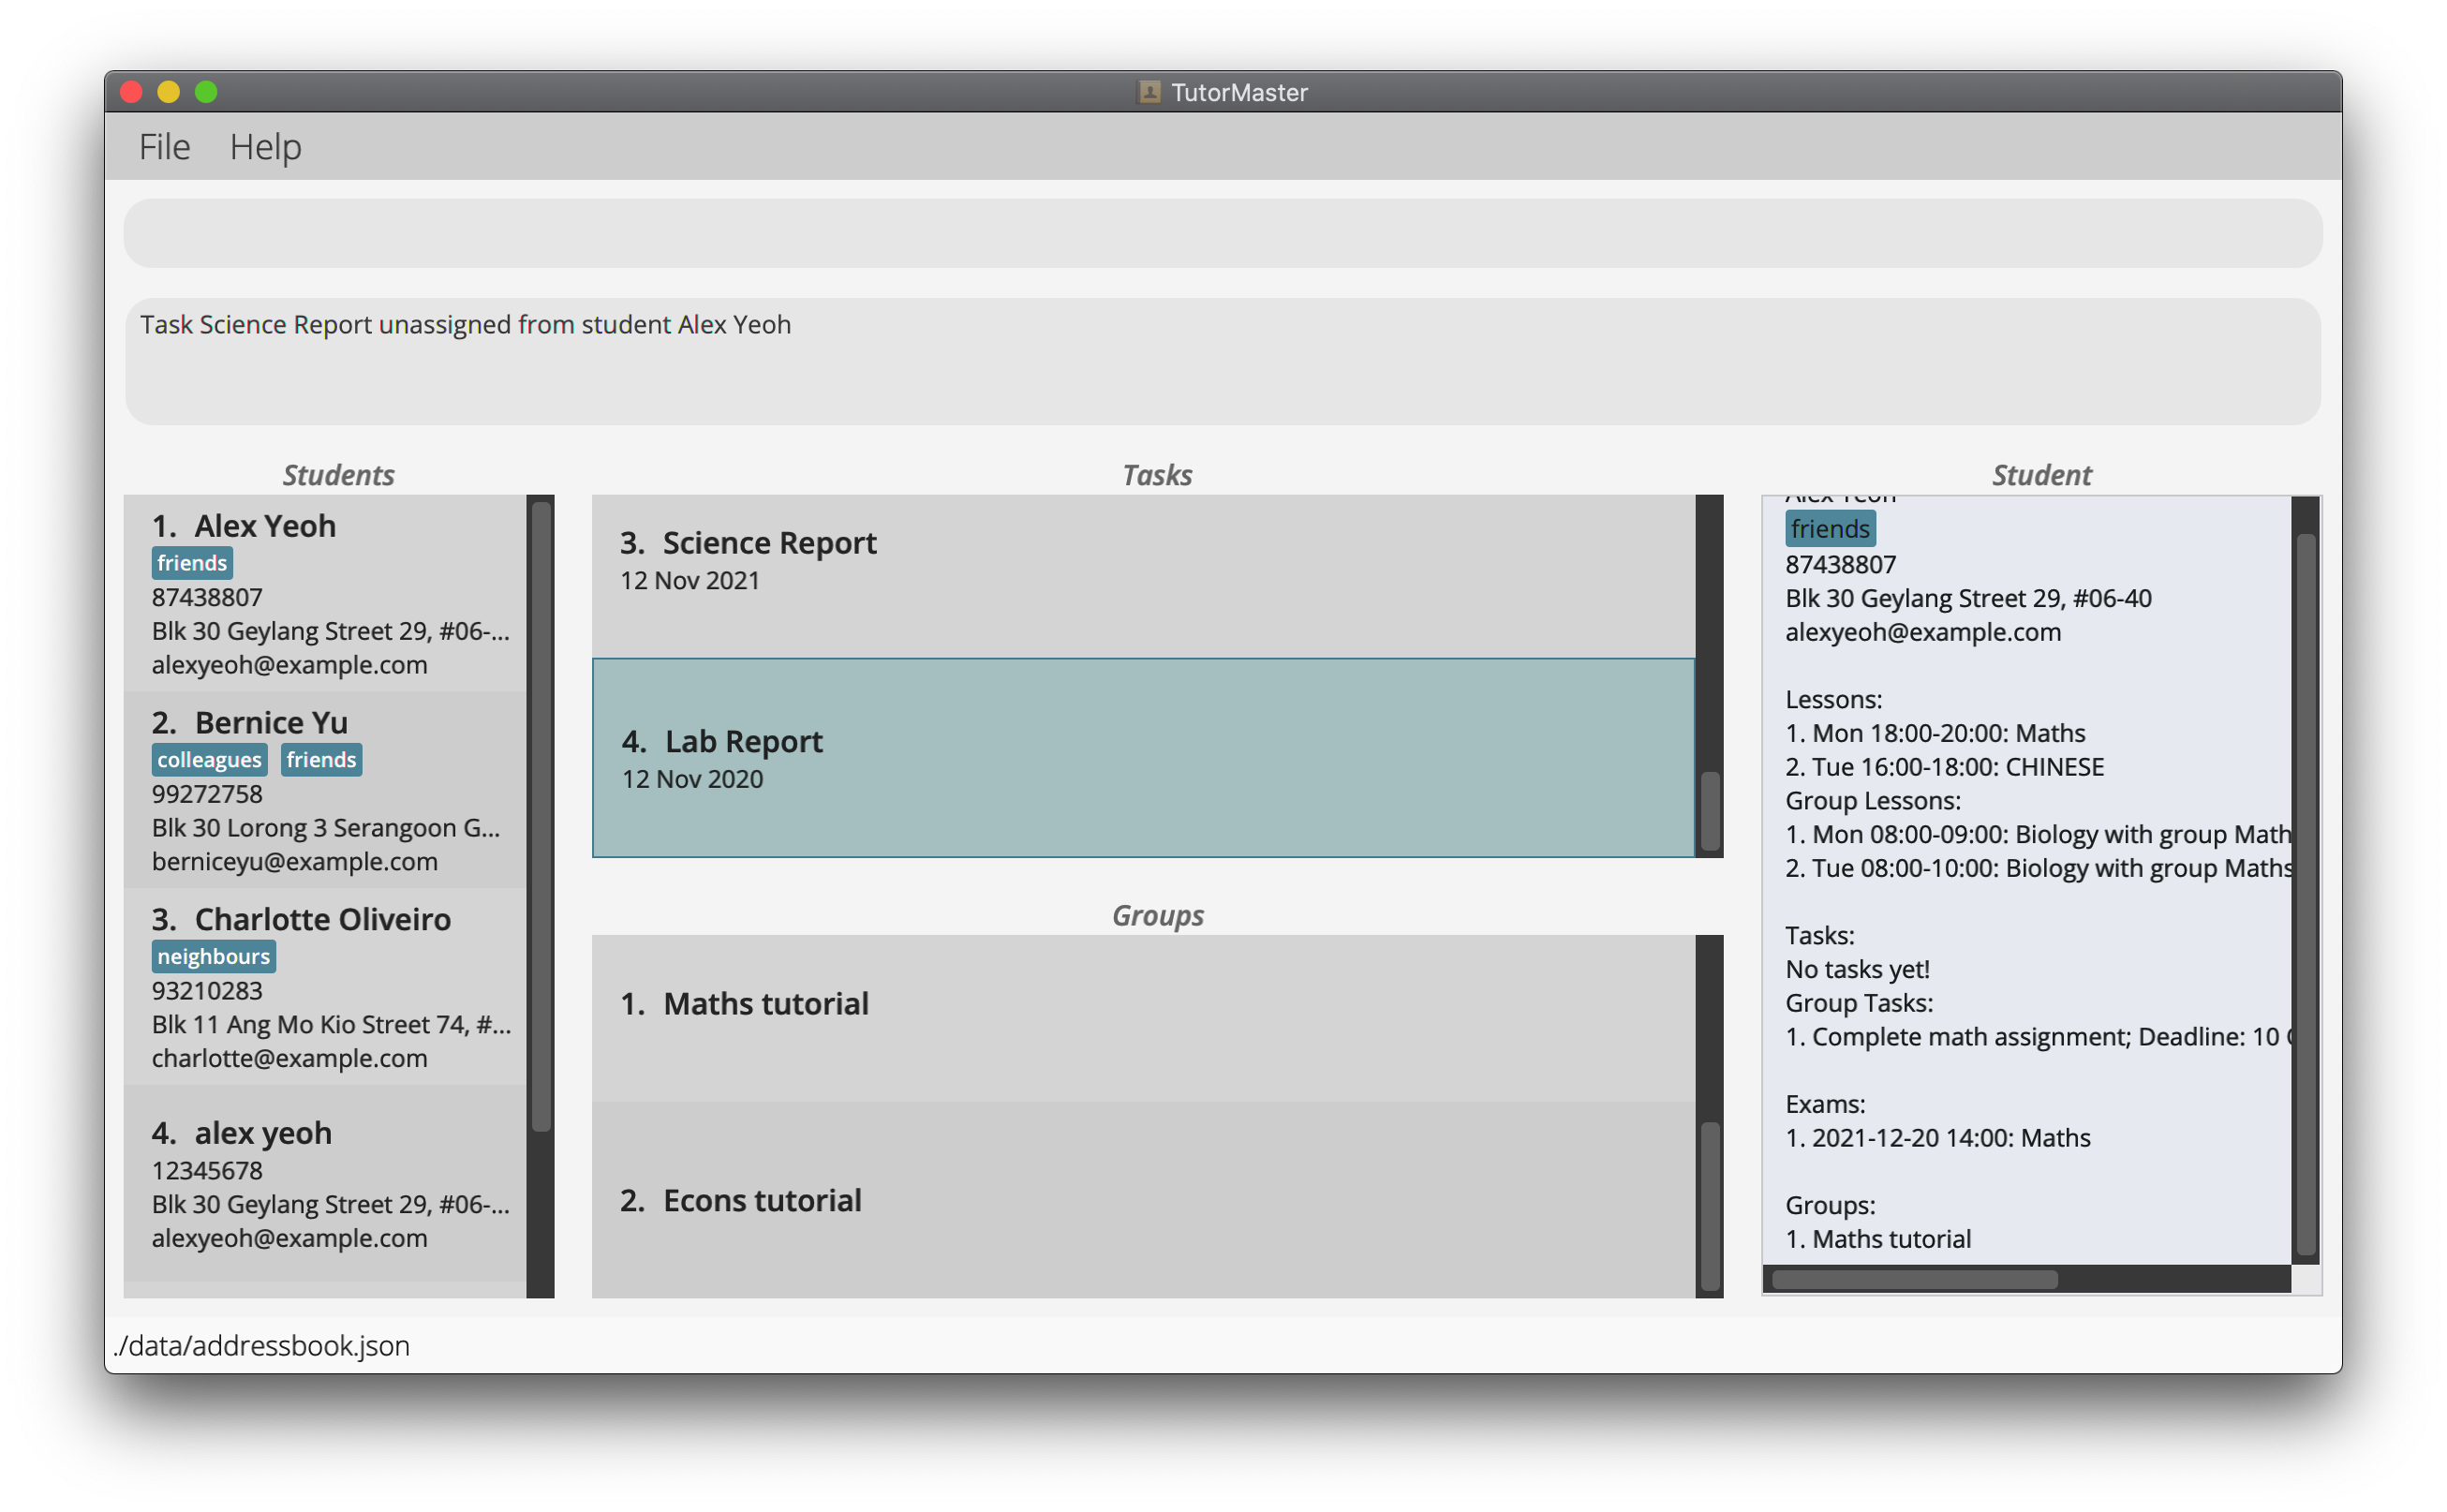 TutorMaster
File Help
Task Science Report unassigned from student Alex Yeoh
Students
1. Alex Yeoh
friends
87438807
Blk 30 Geylang Street 29, #06-...
alexyeoh@example.com
2. Bernice Yu
colleagues friends
99272758
Blk 30 Lorong 3 Serangoon G...
berniceyu@example.com
3. Charlotte Oliveiro
neighbours
93210283
Blk 11 Ang Mo Kio Street 74, #...
charlotte@example.com
4. alex yeoh
12345678
Blk 30 Geylang Street 29, #06-...
alexyeoh@example.com
Tasks
3. Science Report
12 Nov 2021
4. Lab Report
12 Nov 2020
Groups
1. Maths tutorial
2. Econs tutorial
Student
Alex Yeoh
friends
87438807
Blk 30 Geylang Street 29, #06-40
alexyeoh@example.com
Lessons:
1. Mon 18:00-20:00: Maths
2. Tue 16:00-18:00: CHINESE
Group Lessons:
1. Mon 08:00-09:00: Biology with group Math
2. Tue 08:00-10:00: Biology with group Maths
Tasks:
No tasks yet!
Group Tasks:
1. Complete math assignment; Deadline: 10
Exams:
1. 2021-12-20 14:00: Maths
Groups:
1. Maths tutorial
./data/addressbook.json